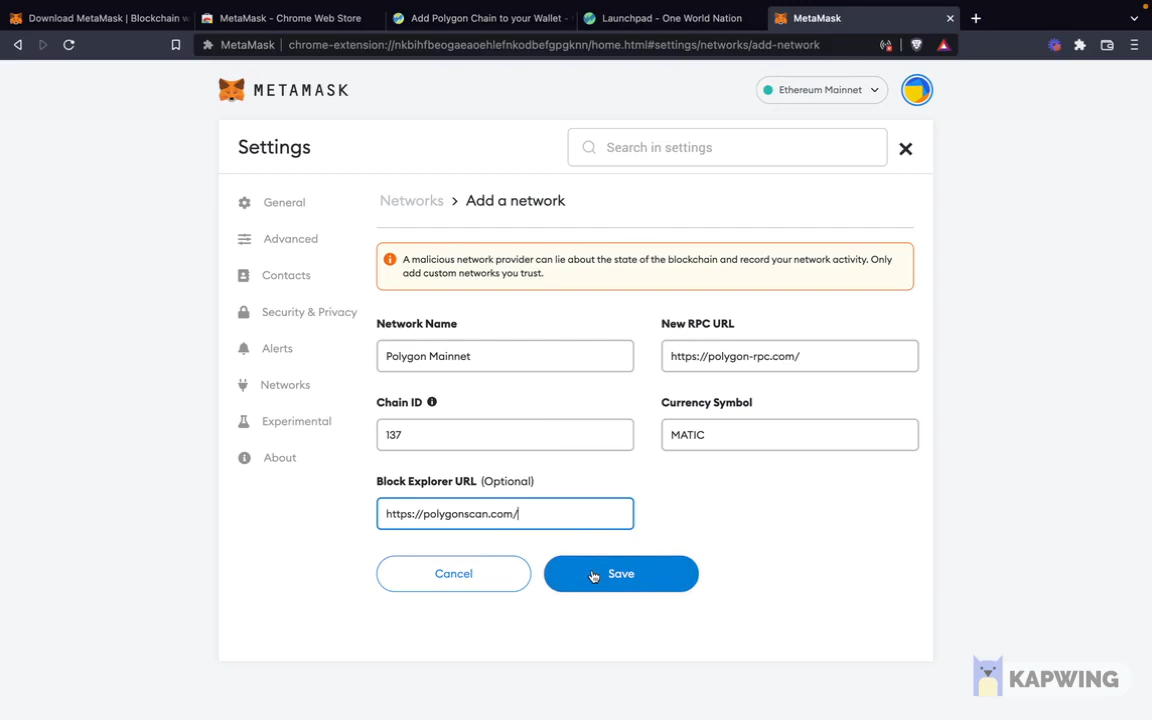 Download MetaMask | Blockchain w
MetaMask - Chrome Web Store
Add Polygon Chain to your Wallet -
Launchpad - One World Nation
MetaMask
MetaMask
chrome-extension://nkbihfbeogaeaoehlefnkodbefgpgknn/home.html#settings/networks/add-network
METAMASK
Ethereum Mainnet
Settings
Search in settings
General
Advanced
Contacts
Security & Privacy
Alerts
Networks
Experimental
About
Networks > Add a network
A malicious network provider can lie about the state of the blockchain and record your network activity. Only
add custom networks you trust.
Network Name
New RPC URL
Polygon Mainnet
https://polygon-rpc.com/
Chain ID
Currency Symbol
137
MATIC
Block Explorer URL (Optional)
https://polygonscan.com/
Cancel
Save
KAPWING